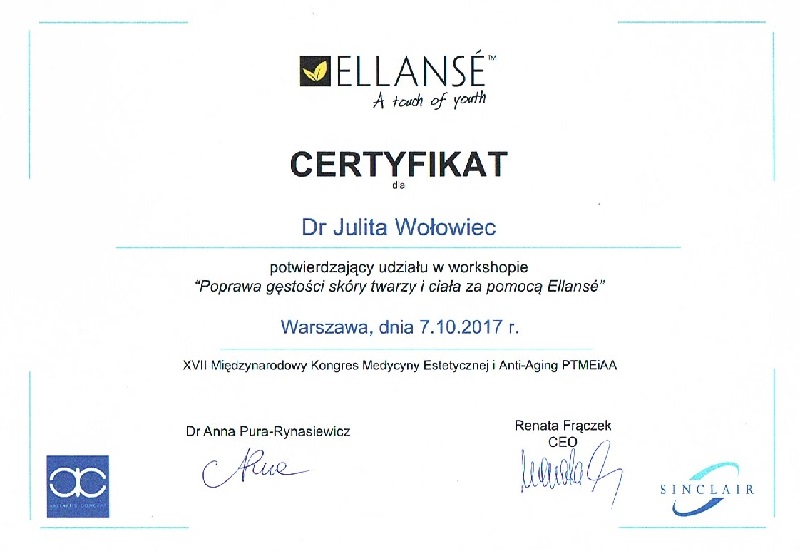 ELLANSÉ™
A touch of youth
CERTYFIKAT
dla
Dr Julita Wołowiec
potwierdzający udziału w workshopie
“Poprawa gęstości skóry twarzy i ciała za pomocą Ellansé”
Warszawa, dnia 7.10.2017 r.
XVII Międzynarodowy Kongres Medycyny Estetycznej i Anti-Aging PTMEiAA
Dr Anna Pura-Rynasiewicz
Renata Frączek
CEO
SINCLAIR